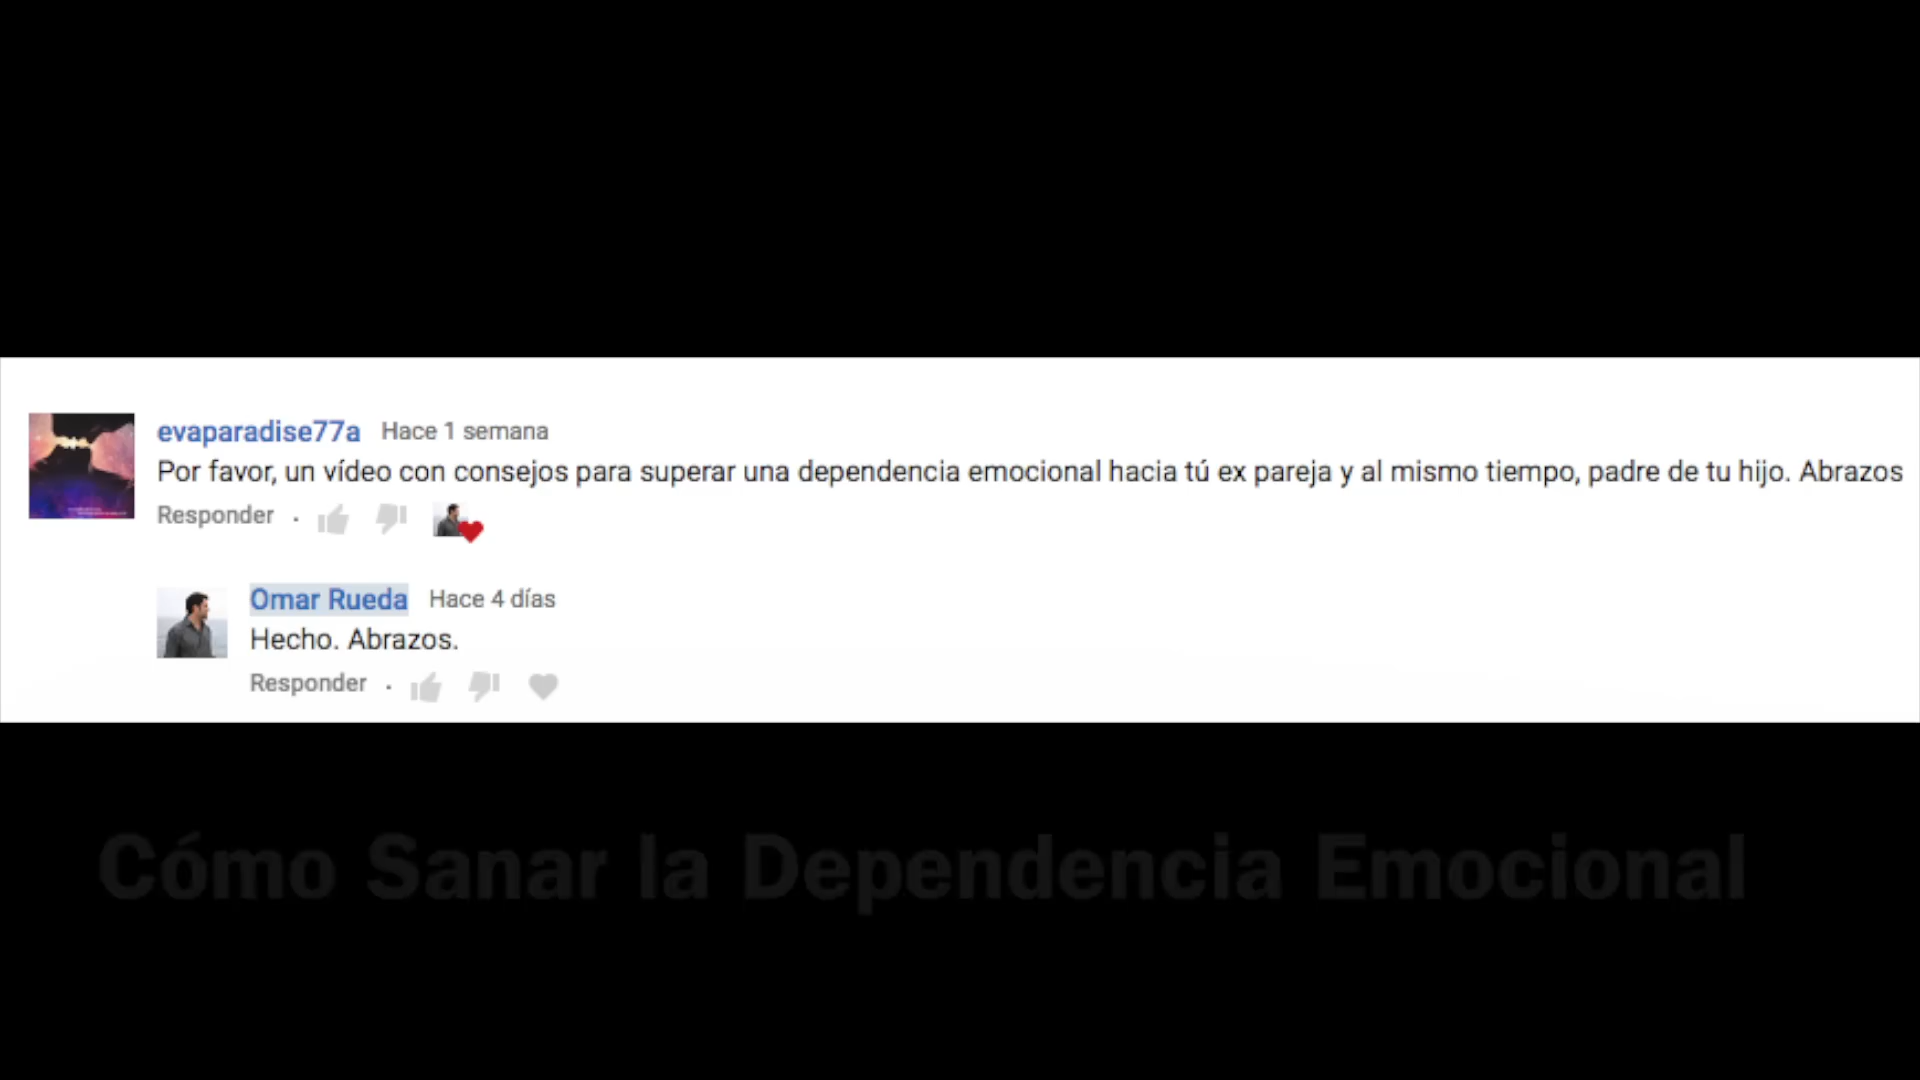 evaparadise77a Hace 1 semana
Por favor, un vídeo con consejos para superar una dependencia emocional hacia tú ex pareja y al mismo tiempo, padre de tu hijo. Abrazos
Responder
Omar Rueda Hace 4 días
Hecho. Abrazos.
Responder
Cómo Sanar la Dependencia Emocional